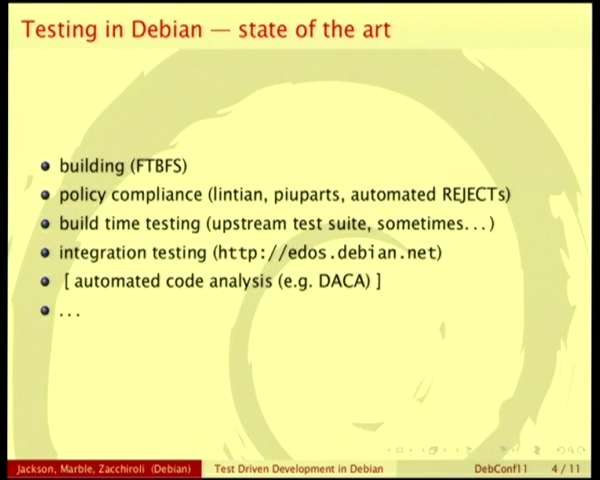 Testing in Debian — state of the art
building (FTBFS)
policy compliance (lintian, piuparts, automated REJECTs)
build time testing (upstream test suite, sometimes...)
integration testing (http://edos.debian.net)
[ automated code analysis (e.g. DACA) ]
...
Jackson, Marble, Zacchiroli (Debian) Test Driven Development in Debian DebConf11 4 / 11